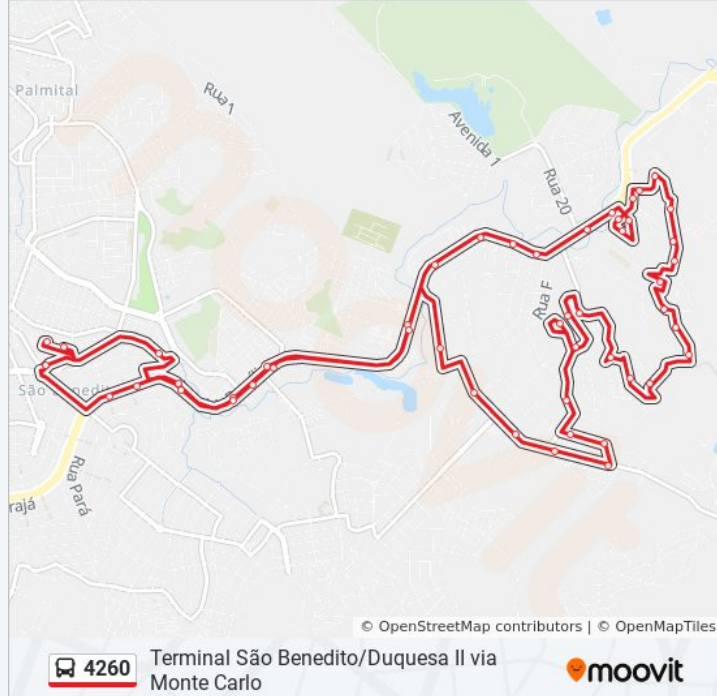 Palmital
Rua 1
Avenida 1
Rua 20
Rua F
São Benedito
Rua Pará
rajá
moovit
© OpenStreetMap contributors | © OpenMapTiles
4260
Terminal São Benedito/Duquesa II via
Monte Carlo
moovit